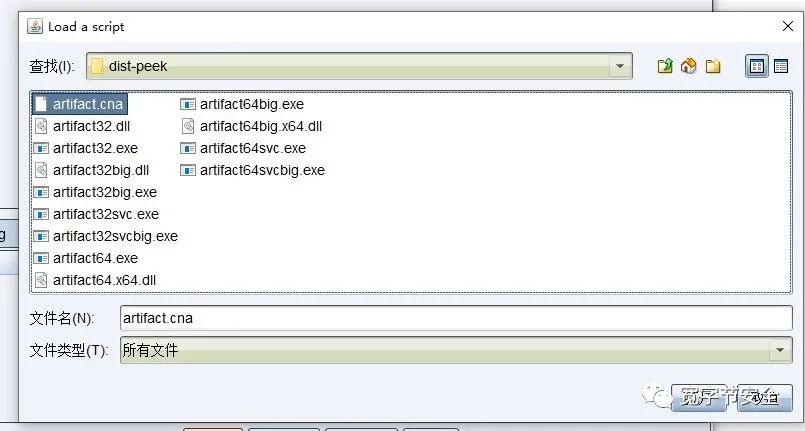 Load a script
查找(I): dist-peek
artifact.cna
artifact32.dll
artifact32.exe
artifact32big.dll
artifact32big.exe
artifact32svc.exe
artifact32svcbig.exe
artifact64.exe
artifact64.x64.dll
artifact64big.exe
artifact64big.x64.dll
artifact64svc.exe
artifact64svcbig.exe
g
文件名(N): artifact.cna
文件类型(T): 所有文件
宽字节安全